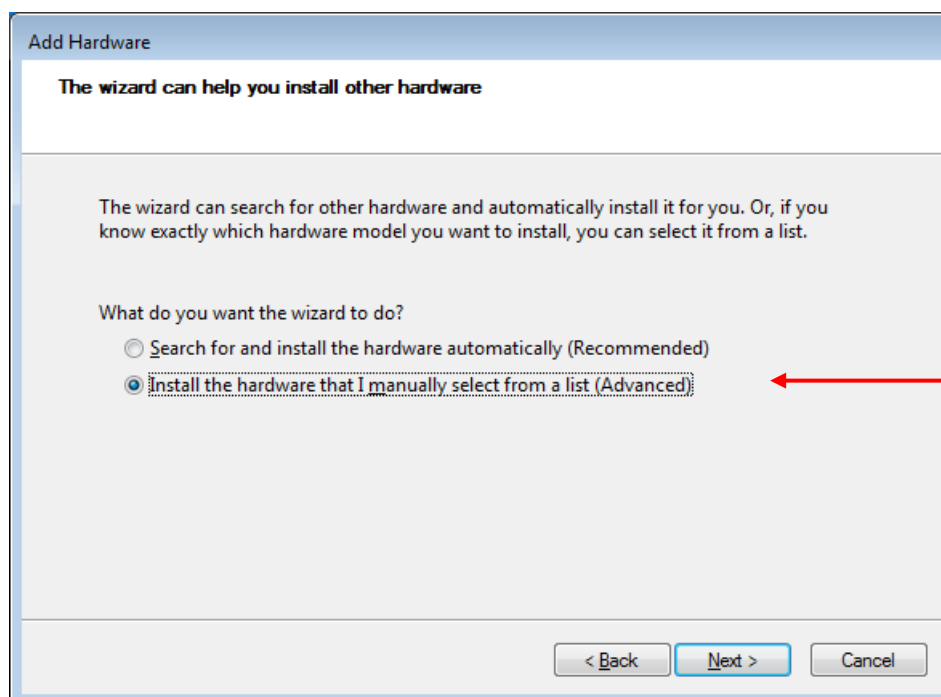 Add Hardware
The wizard can help you install other hardware
The wizard can search for other hardware and automatically install it for you. Or, if you
know exactly which hardware model you want to install, you can select it from a list.
What do you want the wizard to do?
Search for and install the hardware automatically (Recommended)
Install the hardware that I manually select from a list (Advanced)
< Back Next > Cancel